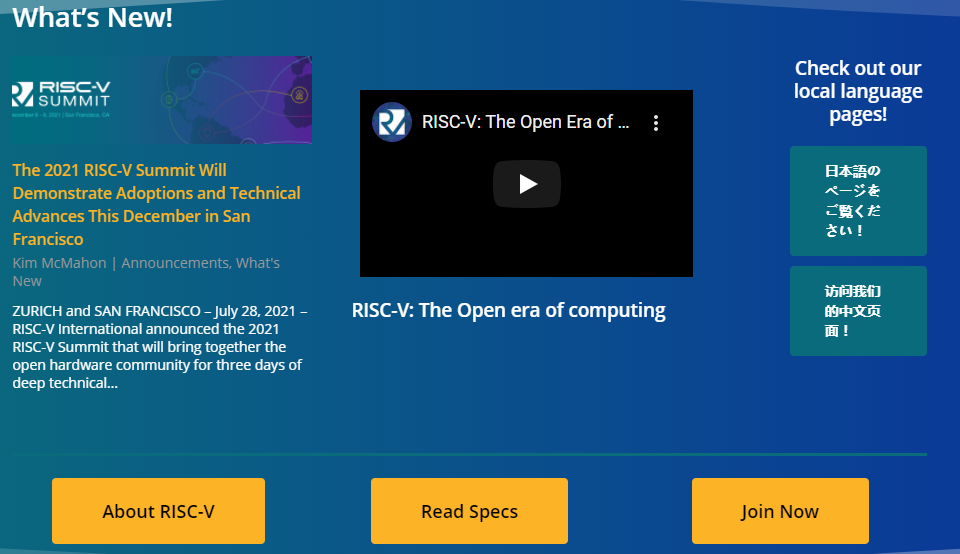 What's New!
RISC-V
SUMMIT
6 - 8, 2021 | San Francisco, CA
The 2021 RISC-V Summit Will
Demonstrate Adoptions and Technical
Advances This December in San
Francisco
Kim McMahon | Announcements, What's
New
ZURICH and SAN FRANCISCO – July 28, 2021 –
RISC-V International announced the 2021
RISC-V Summit that will bring together the
open hardware community for three days of
deep technical...
RISC-V: The Open Era of ...
RISC-V: The Open era of computing
Check out our
local language
pages!
日本語の
ページを
ご覧くだ
さい！
访问我们
的中文页
面！
About RISC-V
Read Specs
Join Now